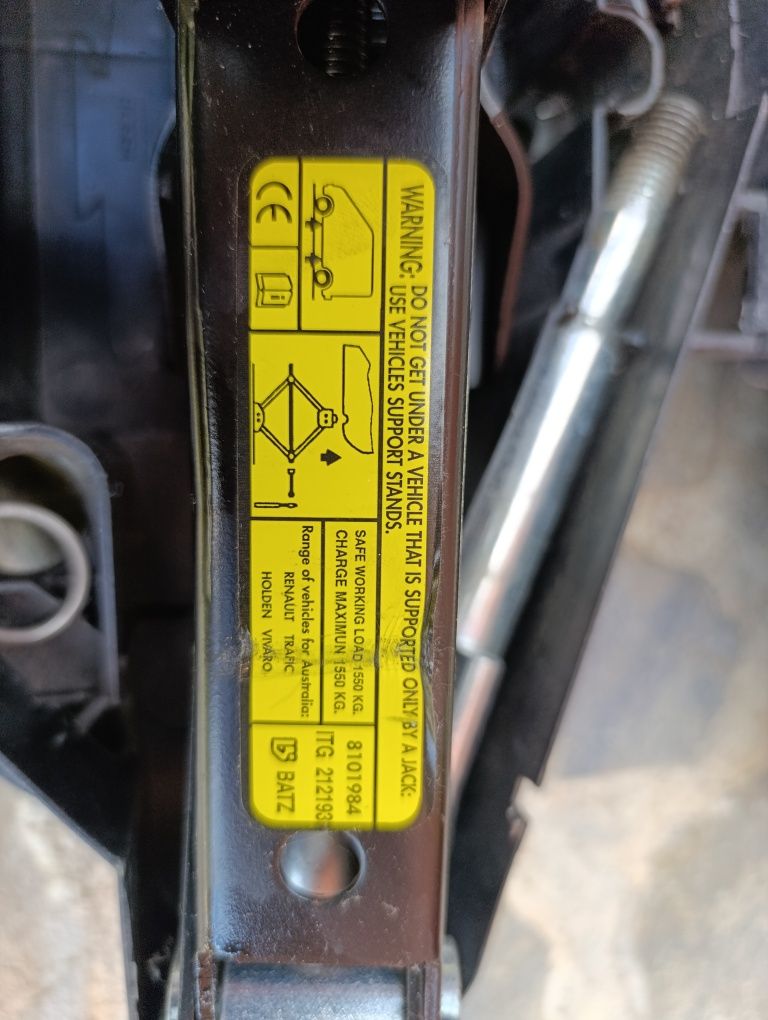 WARNING: DO NOT GET UNDER A VEHICLE THAT IS SUPPORTED ONLY BY A JACK:
USE VEHICLES SUPPORT STANDS.
CE
SAFE WORKING LOAD 1550 KG.
CHARGE MAXIMUN 1550 KG.
Range of vehicles for Australia:
RENAULT TRAFIC
HOLDEN VIVARO
8101984
ITG 212193
BATZ